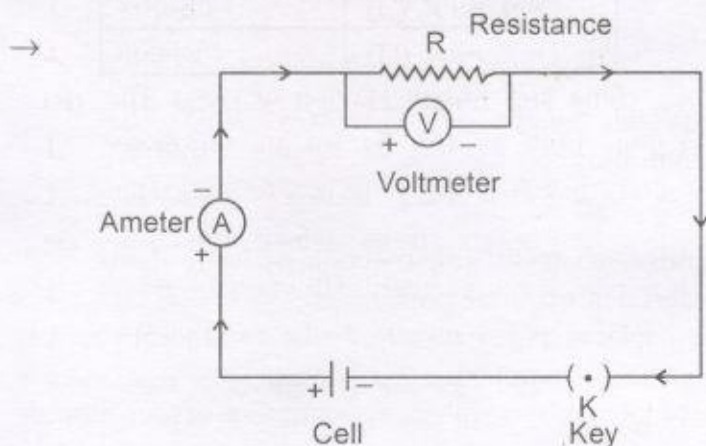 →
Resistance
R
+ V −
Voltmeter
−
Ameter A
+
+ −
Cell
( • )
K
Key